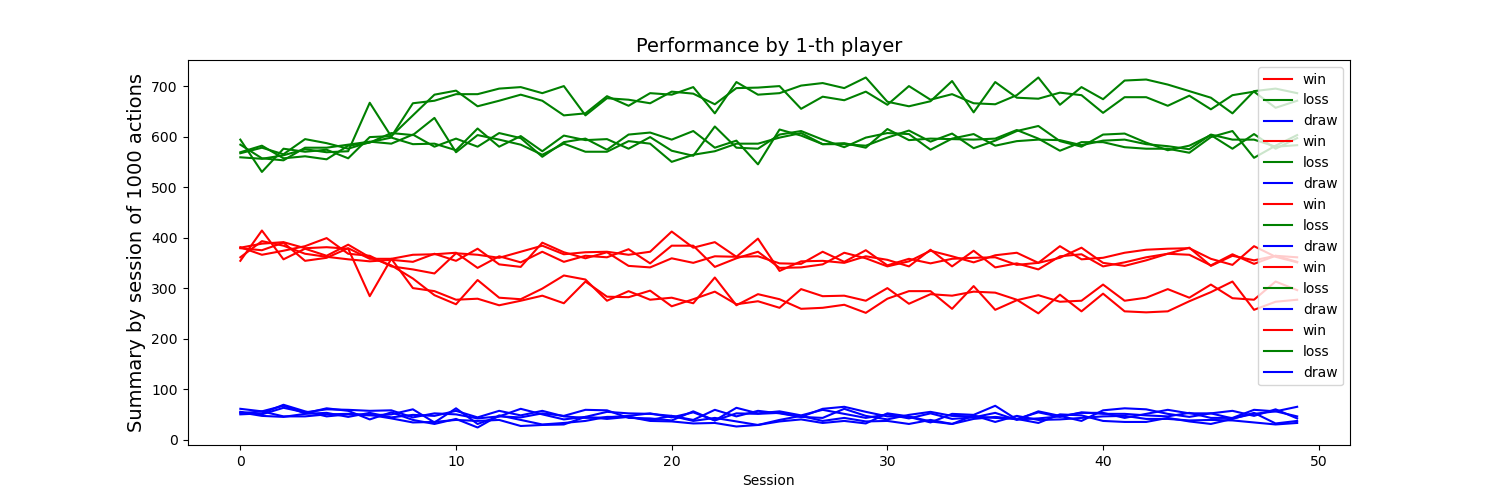 Performance by 1-th player
Summary by session of 1000 actions
700
600
500
400
300
200
100
0
0 10 20 30 40 50
Session
win
loss
draw
win
loss
draw
win
loss
draw
win
loss
draw
win
loss
draw